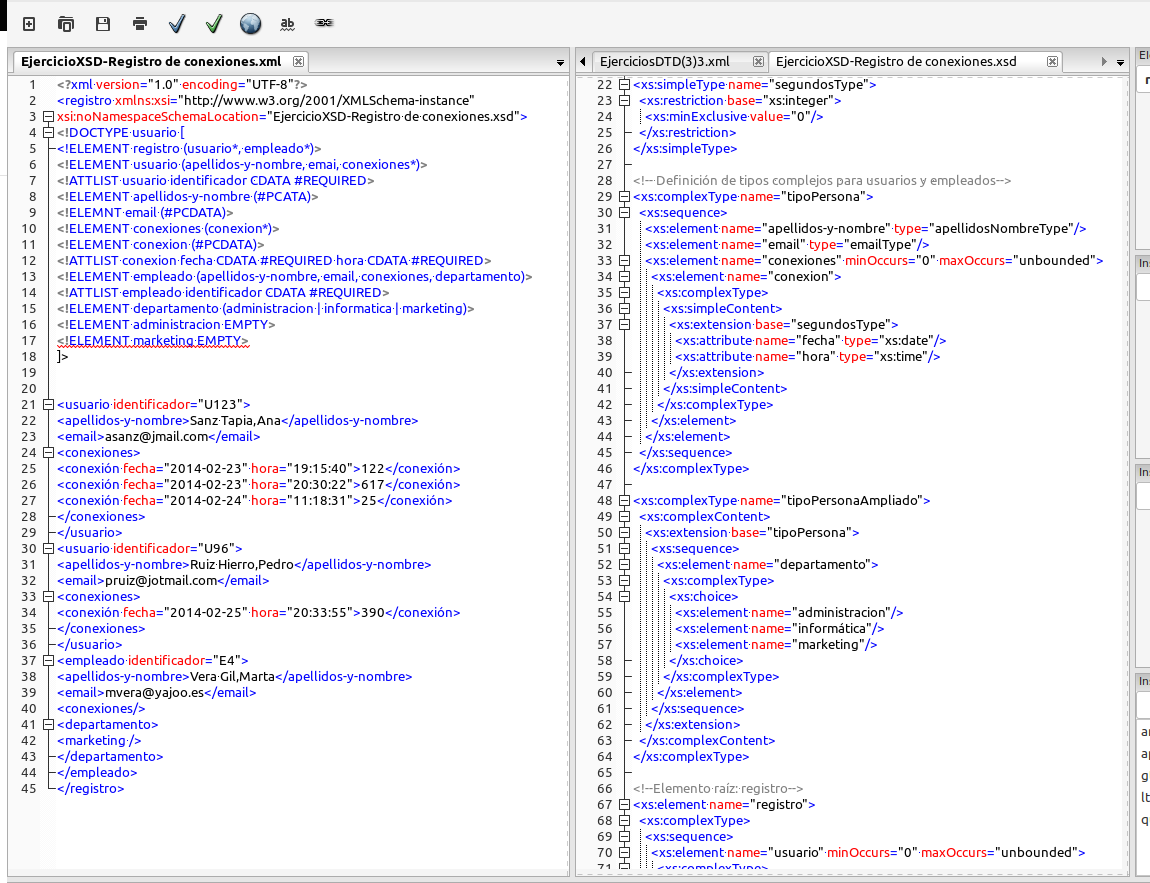 EjercicioXSD-Registro de conexiones.xml
1 <?xml version="1.0" encoding="UTF-8"?>
2 <registro xmlns:xsi="http://www.w3.org/2001/XMLSchema-instance"
3 xsi:noNamespaceSchemaLocation="EjercicioXSD-Registro de conexiones.xsd">
4 <!DOCTYPE usuario [
5 <!ELEMENT registro (usuario*, empleado*)>
6 <!ELEMENT usuario (apellidos-y-nombre, emai, conexiones*)>
7 <!ATTLIST usuario identificador CDATA #REQUIRED>
8 <!ELEMENT apellidos-y-nombre (#PCATA)>
9 <!ELEMNT email (#PCDATA)>
10 <!ELEMENT conexiones (conexion*)>
11 <!ELEMENT conexion (#PCDATA)>
12 <!ATTLIST conexion fecha CDATA #REQUIRED hora CDATA #REQUIRED>
13 <!ELEMENT empleado (apellidos-y-nombre, email, conexiones, departamento)>
14 <!ATTLIST empleado identificador CDATA #REQUIRED>
15 <!ELEMENT departamento (administracion | informatica | marketing)>
16 <!ELEMENT administracion EMPTY>
17 <!ELEMENT marketing EMPTY>
18 ]>
19
20
21 <usuario identificador="U123">
22 <apellidos-y-nombre>Sanz Tapia,Ana</apellidos-y-nombre>
23 <email>asanz@jmail.com</email>
24 <conexiones>
25 <conexión fecha="2014-02-23" hora="19:15:40">122</conexión>
26 <conexión fecha="2014-02-23" hora="20:30:22">617</conexión>
27 <conexión fecha="2014-02-24" hora="11:18:31">25</conexión>
28 </conexiones>
29 </usuario>
30 <usuario identificador="U96">
31 <apellidos-y-nombre>Ruiz Hierro,Pedro</apellidos-y-nombre>
32 <email>pruiz@jotmail.com</email>
33 <conexiones>
34 <conexión fecha="2014-02-25" hora="20:33:55">390</conexión>
35 </conexiones>
36 </usuario>
37 <empleado identificador="E4">
38 <apellidos-y-nombre>Vera Gil,Marta</apellidos-y-nombre>
39 <email>mvera@yajoo.es</email>
40 <conexiones/>
41 <departamento>
42 <marketing />
43 </departamento>
44 </empleado>
45 </registro>
EjerciciosDTD(3)3.xml
EjercicioXSD-Registro de conexiones.xsd
22 <xs:simpleType name="segundosType">
23 <xs:restriction base="xs:integer">
24 <xs:minExclusive value="0"/>
25 </xs:restriction>
26 </xs:simpleType>
27
28 <!-- Definición de tipos complejos para usuarios y empleados-->
29 <xs:complexType name="tipoPersona">
30 <xs:sequence>
31 <xs:element name="apellidos-y-nombre" type="apellidosNombreType"/>
32 <xs:element name="email" type="emailType"/>
33 <xs:element name="conexiones" minOccurs="0" maxOccurs="unbounded">
34 <xs:element name="conexion">
35 <xs:complexType>
36 <xs:simpleContent>
37 <xs:extension base="segundosType">
38 <xs:attribute name="fecha" type="xs:date"/>
39 <xs:attribute name="hora" type="xs:time"/>
40 </xs:extension>
41 </xs:simpleContent>
42 </xs:complexType>
43 </xs:element>
44 </xs:element>
45 </xs:sequence>
46 </xs:complexType>
47
48 <xs:complexType name="tipoPersonaAmpliado">
49 <xs:complexContent>
50 <xs:extension base="tipoPersona">
51 <xs:sequence>
52 <xs:element name="departamento">
53 <xs:complexType>
54 <xs:choice>
55 <xs:element name="administracion"/>
56 <xs:element name="informática"/>
57 <xs:element name="marketing"/>
58 </xs:choice>
59 </xs:complexType>
60 </xs:element>
61 </xs:sequence>
62 </xs:extension>
63 </xs:complexContent>
64 </xs:complexType>
65
66 <!--Elemento raíz: registro-->
67 <xs:element name="registro">
68 <xs:complexType>
69 <xs:sequence>
70 <xs:element name="usuario" minOccurs="0" maxOccurs="unbounded">
71 <xs:complexType>